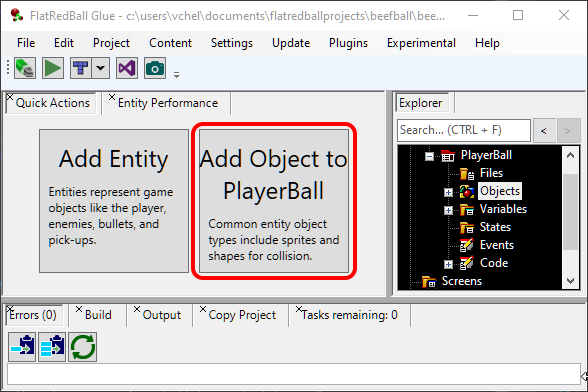 FlatRedBall Glue - c:\users\vchel\documents\flatredballprojects\beefball\bee...
File Edit Project Content Settings Update Plugins Experimental Help
Quick Actions Entity Performance
Add Entity
Entities represent game
objects like the player,
enemies, bullets, and
pick-ups.
Add Object to
PlayerBall
Common entity object
types include sprites and
shapes for collision.
Explorer
Search... (CTRL + F) < >
PlayerBall
Files
Objects
Variables
States
Events
Code
Screens
Errors (0) Build Output Copy Project Tasks remaining: 0